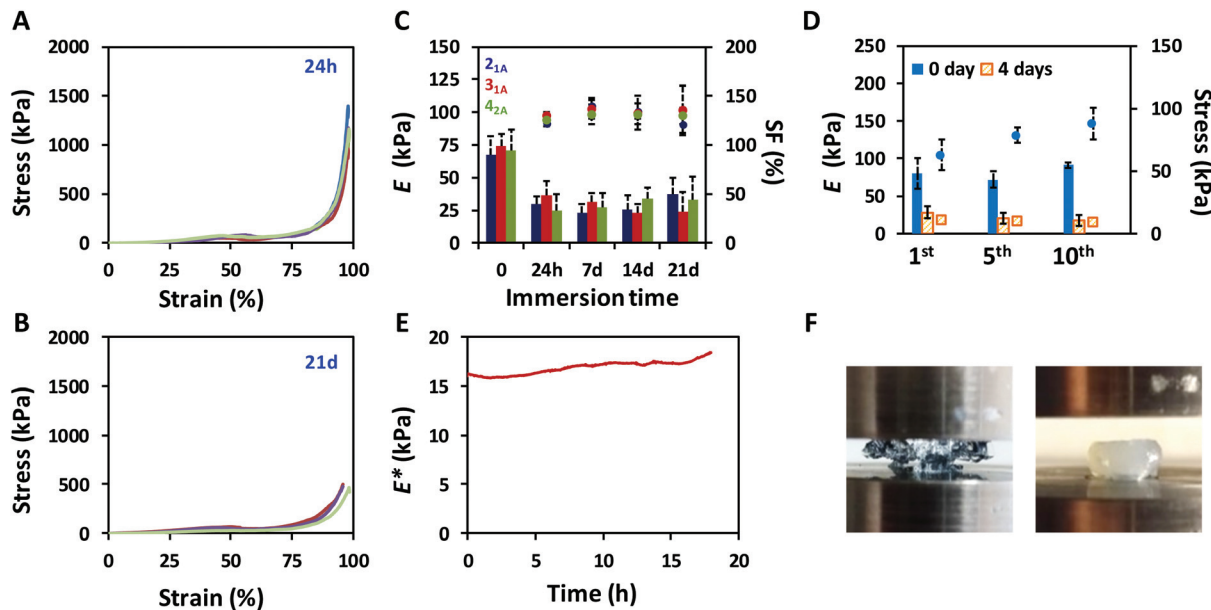 A
2000
1500
1000
500
0
Stress (kPa)
24h
0 25 50 75 100
Strain (%)
B
2000
1500
1000
500
0
Stress (kPa)
21d
0 25 50 75 100
Strain (%)
C
150
125
100
75
50
25
0
E (kPa)
2₁A
3₁A
4₂A
200
150
100
50
0
SF (%)
0 24h 7d 14d 21d
Immersion time
E
20
15
10
5
0
E* (kPa)
0 5 10 15 20
Time (h)
D
250
200
150
100
50
0
E (kPa)
0 day 4 days
150
100
50
0
Stress (kPa)
1st 5th 10th
F